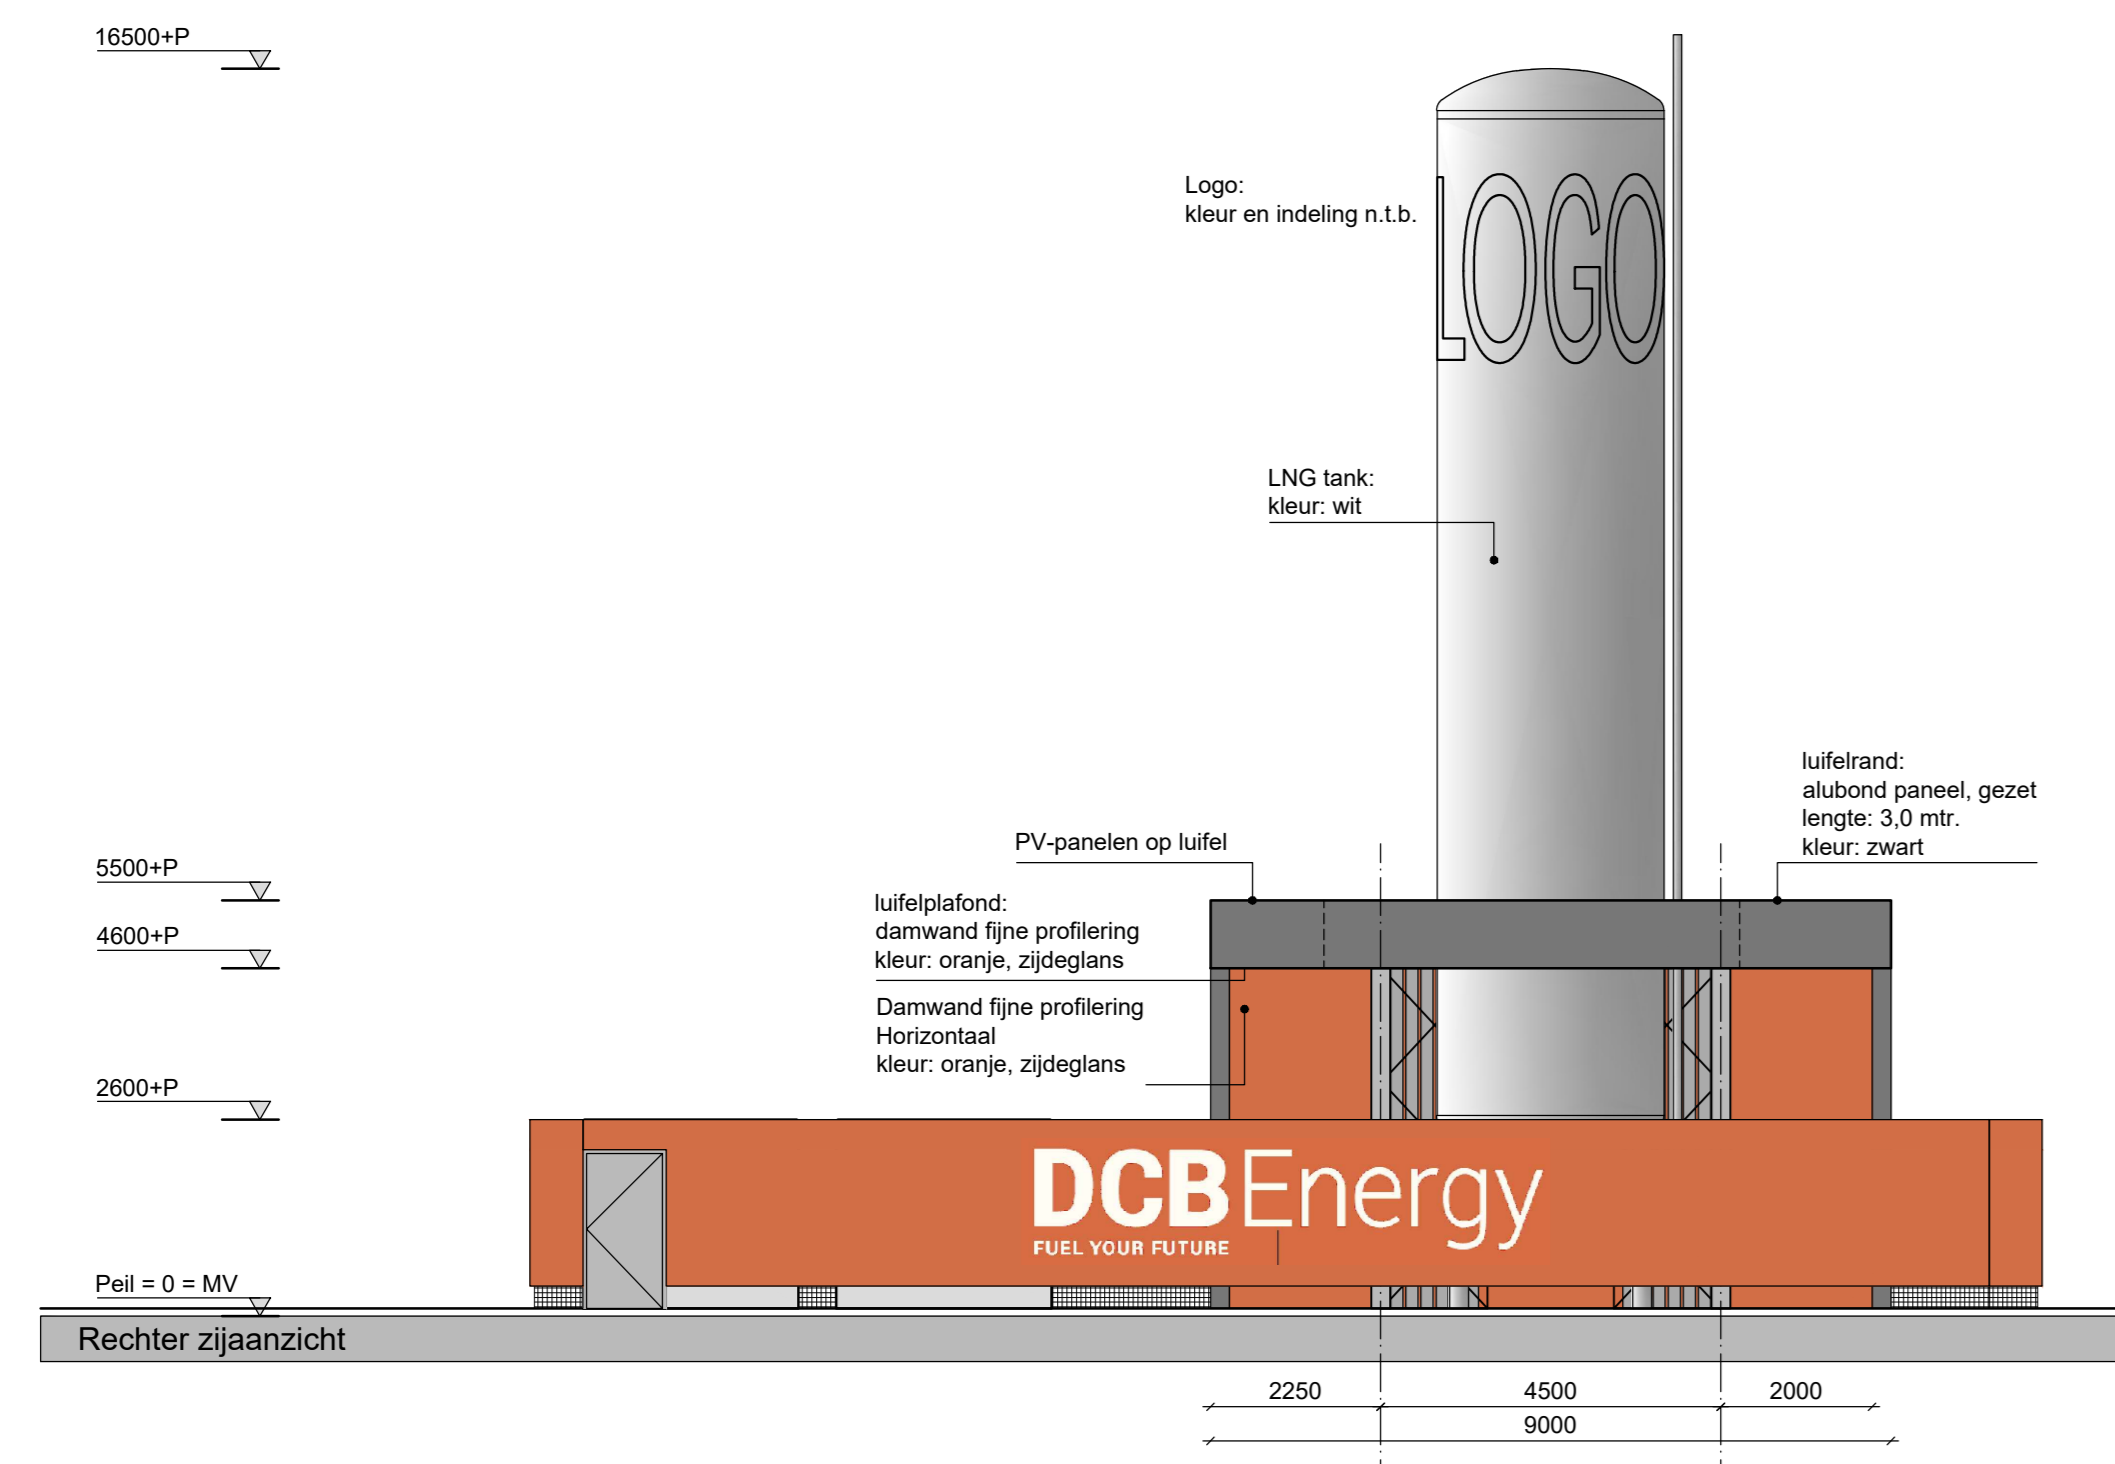 16500+P
Logo:
kleur en indeling n.t.b.
LOGO
LNG tank:
kleur: wit
luifelrand:
alubond paneel, gezet
lengte: 3,0 mtr.
kleur: zwart
PV-panelen op luifel
5500+P
luifelplafond:
damwand fijne profilering
kleur: oranje, zijdeglans
4600+P
Damwand fijne profilering
Horizontaal
kleur: oranje, zijdeglans
2600+P
DCB Energy
FUEL YOUR FUTURE
Peil = 0 = MV
Rechter zijaanzicht
2250 4500 2000
9000